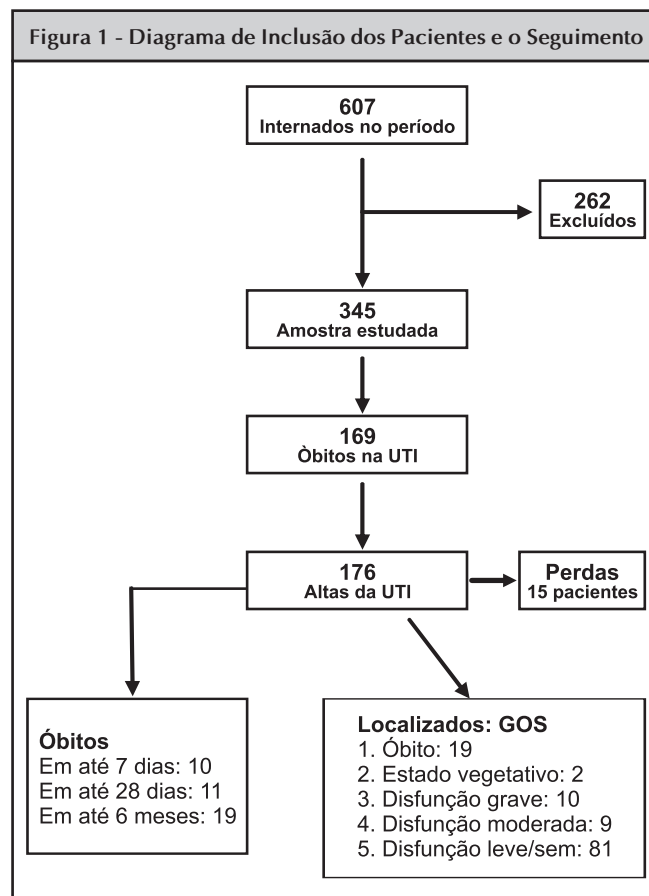 Figura 1 - Diagrama de Inclusão dos Pacientes e o Seguimento
607
Internados no período
262
Excluídos
345
Amostra estudada
169
Òbitos na UTI
176
Altas da UTI
Perdas
15 pacientes
Óbitos
Em até 7 dias: 10
Em até 28 dias: 11
Em até 6 meses: 19
Localizados: GOS
1. Óbito: 19
2. Estado vegetativo: 2
3. Disfunção grave: 10
4. Disfunção moderada: 9
5. Disfunção leve/sem: 81